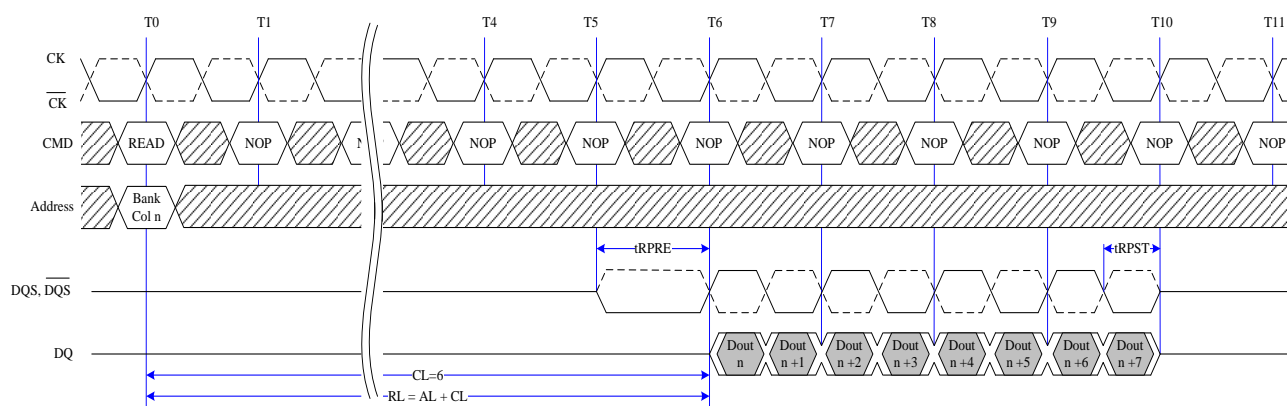 T0 T1 T4 T5 T6 T7 T8 T9 T10 T11
CK
CK
CMD READ NOP NOP NOP NOP NOP NOP NOP NOP NOP
Address Bank
Col n
tRPRE tRPST
DQS, DQS
DQ Dout Dout Dout Dout Dout Dout Dout Dout
n n +1 n +2 n +3 n +4 n +5 n +6 n +7
CL=6
RL = AL + CL